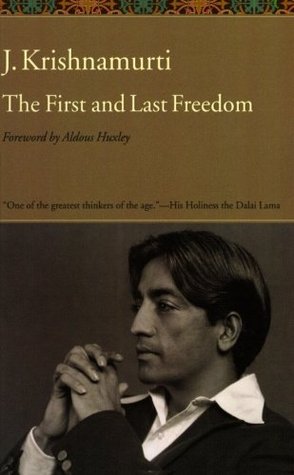 J. Krishnamurti
The First and Last Freedom
Foreword by Aldous Huxley
"One of the greatest thinkers of the age."—His Holiness the Dalai Lama